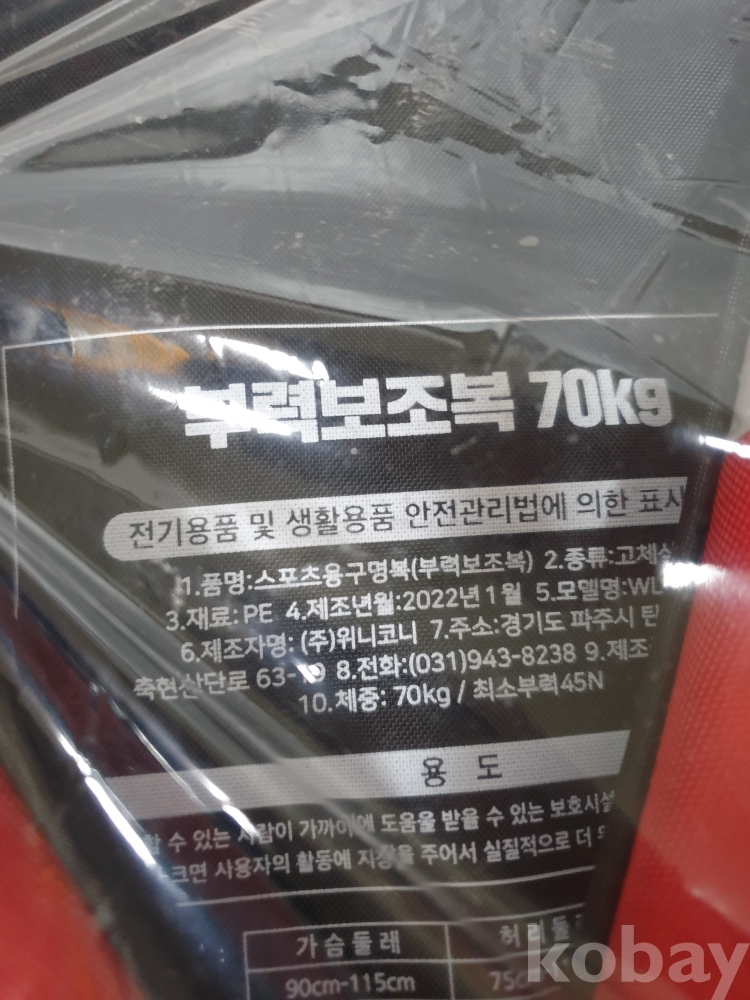 부력보조복 70kg
전기용품 및 생활용품 안전관리법에 의한 표시
1.품명:스포츠용구명복(부력보조복) 2.종류:고체식
3.재료:PE 4.제조년월:2022년 1월 5.모델명:WL
6.제조자명: (주)위니코니 7.주소:경기도 파주시 탄
축현산단로 63- 8.전화:(031)943-8238 9.제조
10.체중: 70kg / 최소부력45N
용 도
할 수 있는 사람이 가까이에 도움을 받을 수 있는 보호시설
크면 사용자의 활동에 지장을 주어서 실질적으로 더
가슴둘레 허리둘
90cm-115cm 75c
kobay